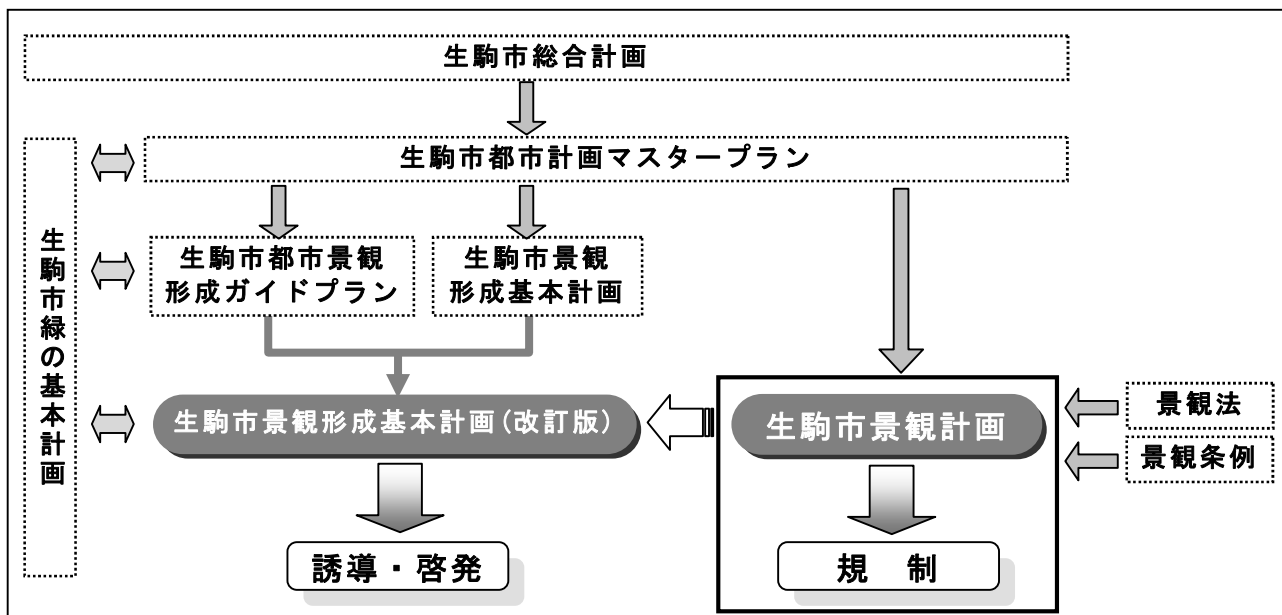 生駒市総合計画
生駒市都市計画マスタープラン
生駒市緑の基本計画
生駒市都市景観
形成ガイドプラン
生駒市景観
形成基本計画
生駒市景観形成基本計画(改訂版)
生駒市景観計画
景観法
景観条例
誘導・啓発
規　制